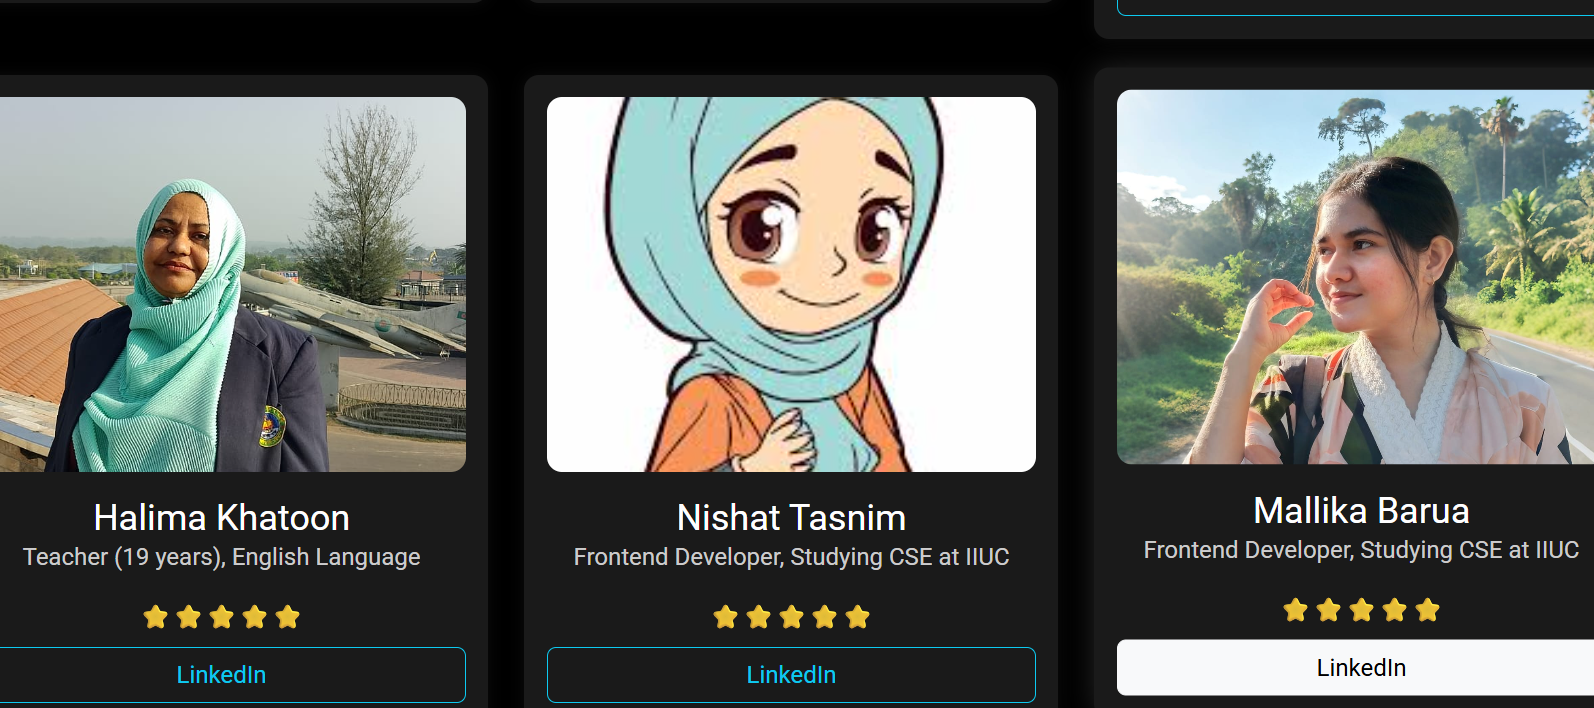 Halima Khatoon
Teacher (19 years), English Language
LinkedIn
Nishat Tasnim
Frontend Developer, Studying CSE at IIUC
LinkedIn
Mallika Barua
Frontend Developer, Studying CSE at IIUC
LinkedIn